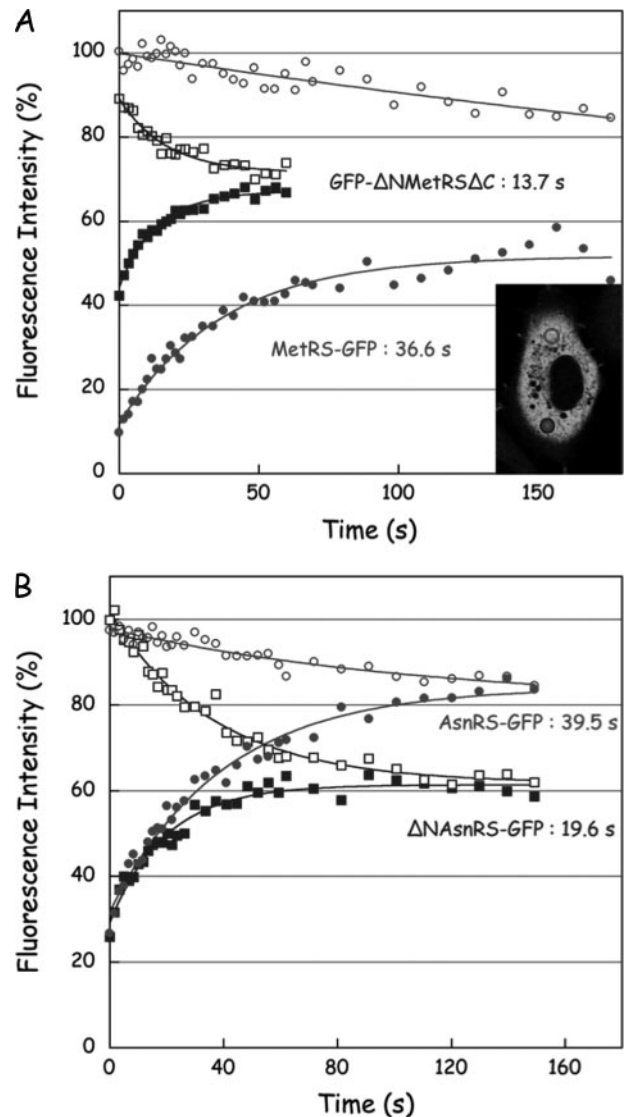 A
Fluorescence Intensity (%)
100
80
60
40
20
0
GFP-ΔNMetRSΔC : 13.7 s
MetRS-GFP : 36.6 s
0
50
100
150
Time (s)
B
Fluorescence Intensity (%)
100
80
60
40
20
0
AsnRS-GFP : 39.5 s
ΔNAsnRS-GFP : 19.6 s
0
40
80
120
160
Time (s)